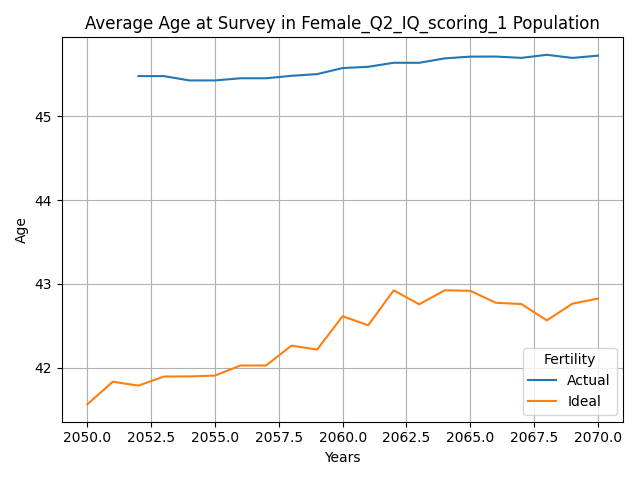 Average Age at Survey in Female_Q2_IQ_scoring_1 Population
Age
45
44
43
42
2050.0 2052.5 2055.0 2057.5 2060.0 2062.5 2065.0 2067.5 2070.0
Years
Fertility
Actual
Ideal